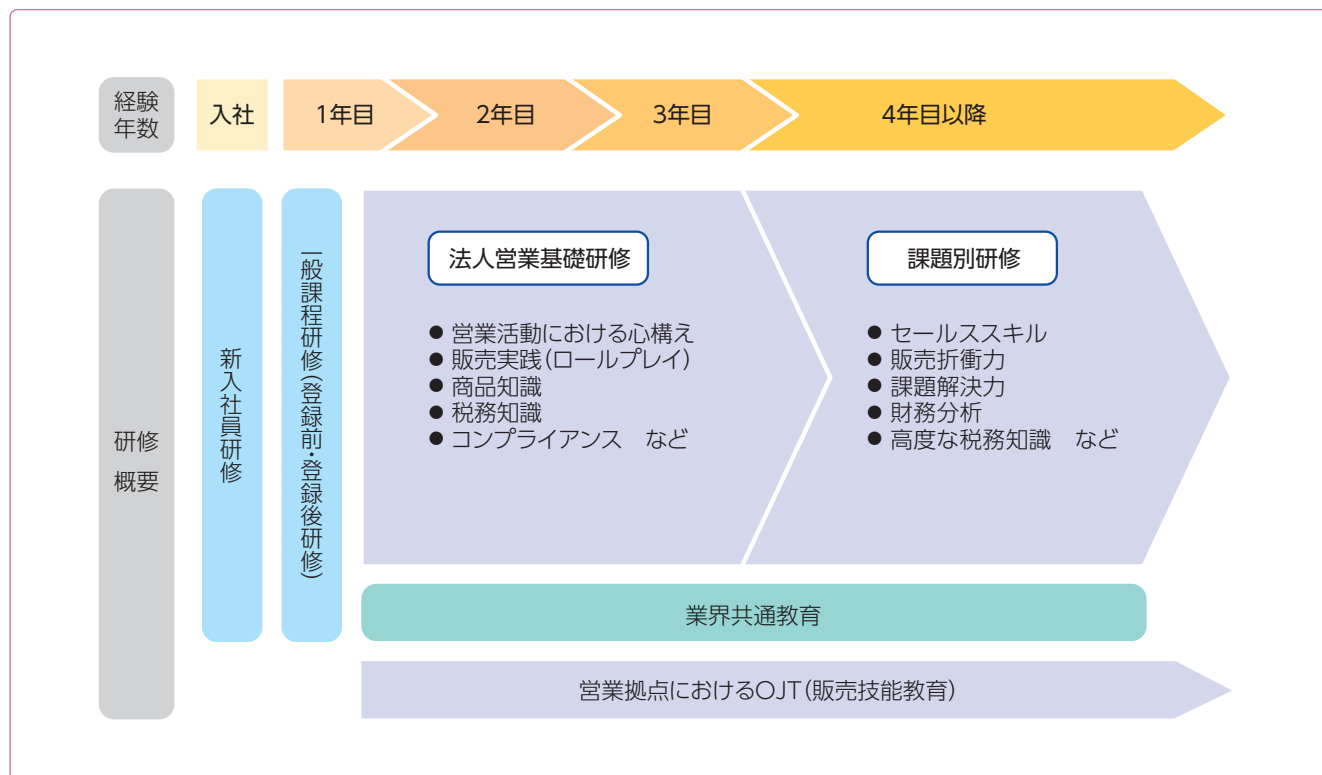 経験
年数
入社
1年目
2年目
3年目
4年目以降
研修
概要
新入社員研修
一般課程研修(登録前・登録後研修)
法人営業基礎研修
● 営業活動における心構え
● 販売実践(ロールプレイ)
● 商品知識
● 税務知識
● コンプライアンス　など
課題別研修
● セールススキル
● 販売折衝力
● 課題解決力
● 財務分析
● 高度な税務知識　など
業界共通教育
営業拠点におけるOJT(販売技能教育)